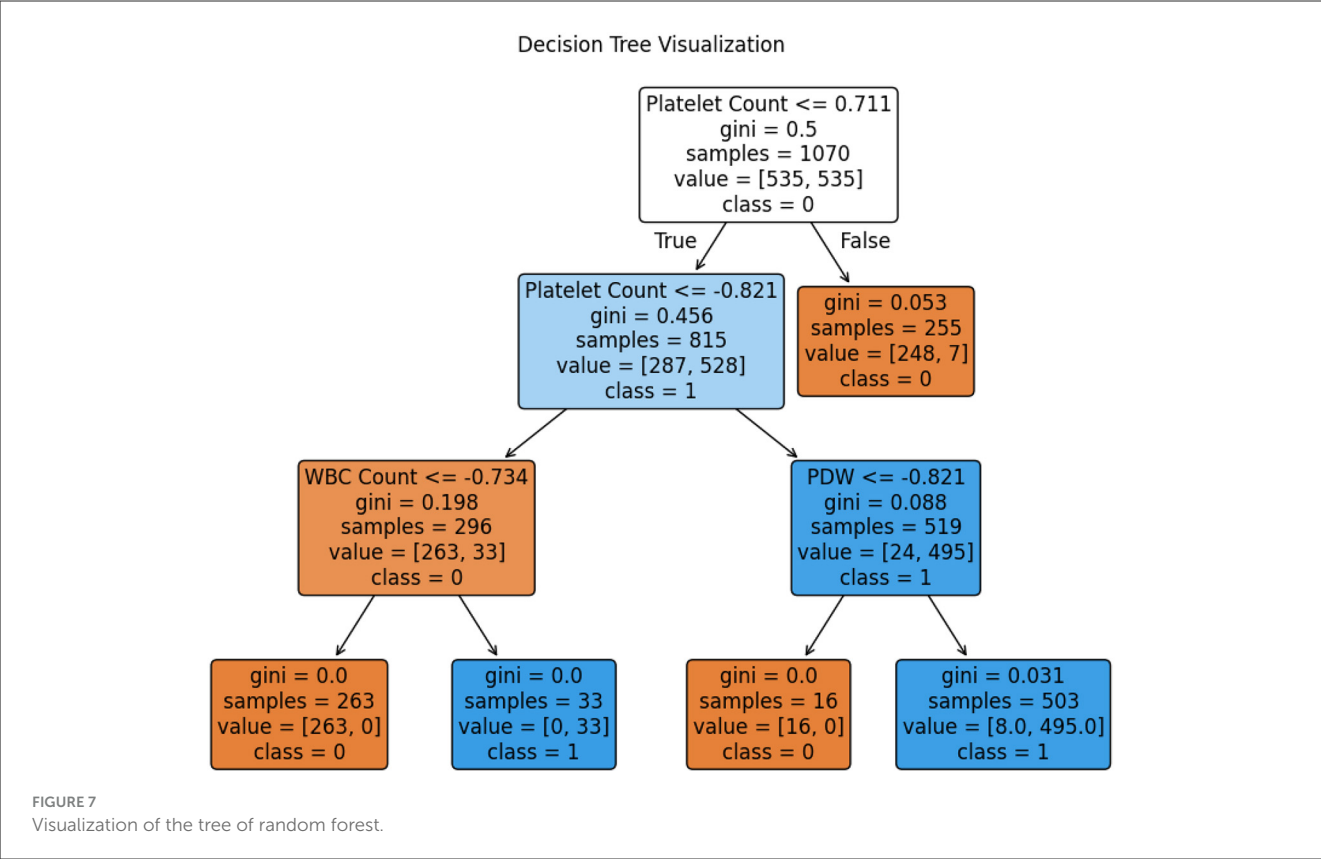 Decision Tree Visualization
Platelet Count <= 0.711
gini = 0.5
samples = 1070
value = [535, 535]
class = 0
True
False
Platelet Count <= -0.821
gini = 0.456
samples = 815
value = [287, 528]
class = 1
gini = 0.053
samples = 255
value = [248, 7]
class = 0
WBC Count <= -0.734
gini = 0.198
samples = 296
value = [263, 33]
class = 0
PDW <= -0.821
gini = 0.088
samples = 519
value = [24, 495]
class = 1
gini = 0.0
samples = 263
value = [263, 0]
class = 0
gini = 0.0
samples = 33
value = [0, 33]
class = 1
gini = 0.0
samples = 16
value = [16, 0]
class = 0
gini = 0.031
samples = 503
value = [8.0, 495.0]
class = 1
FIGURE 7
Visualization of the tree of random forest.